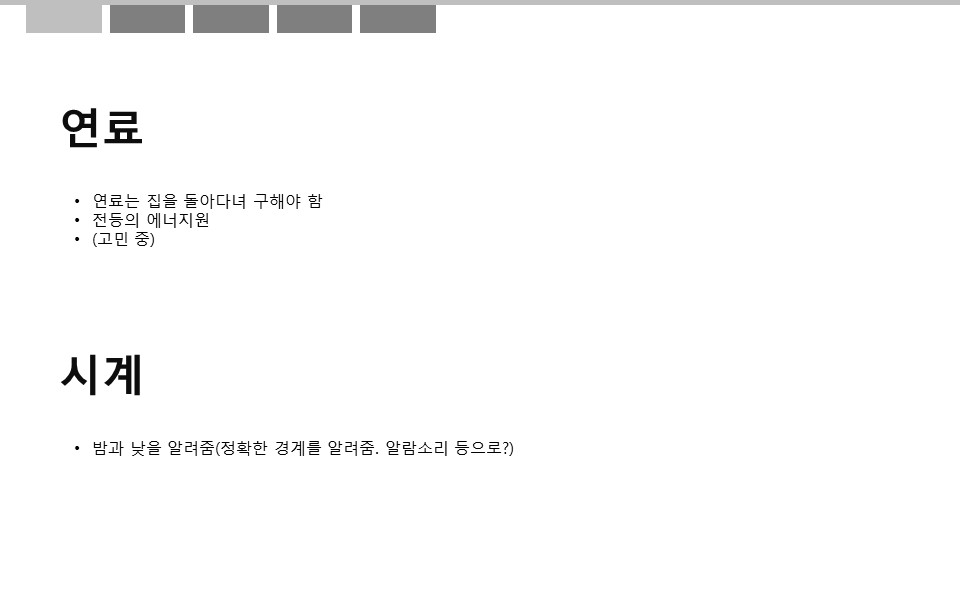 연료
• 연료는 집을 돌아다녀 구해야 함
• 전등의 에너지원
• (고민 중)
시계
• 밤과 낮을 알려줌(정확한 경계를 알려줌. 알람소리 등으로?)